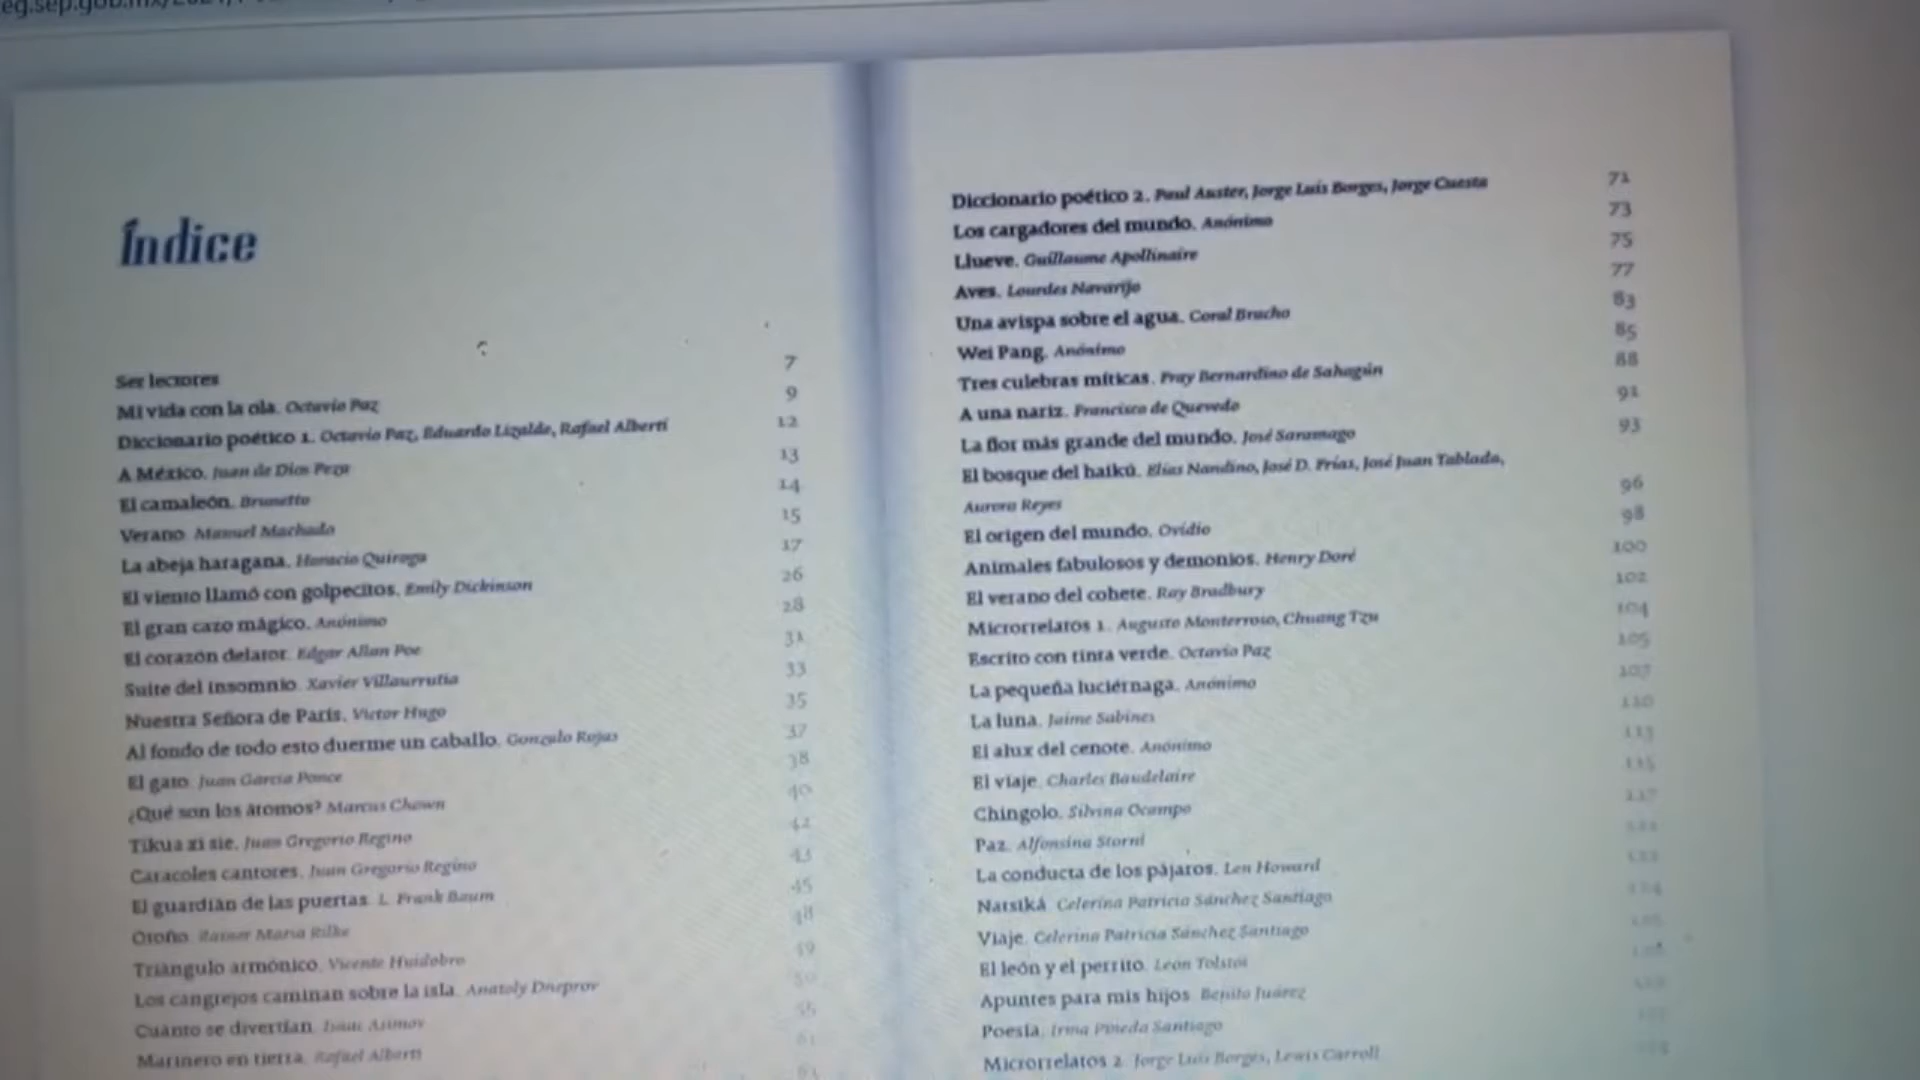 Índice
Ser lectores 7
Mi vida con la ola. Octavio Paz 9
Diccionario poético 1. Octavio Paz, Eduardo Lizalde, Rafael Alberti 12
A México. Juan de Dios Peza 13
El camaleón. Brunetto 14
Verano. Manuel Machado 15
La abeja haragana. Horacio Quiroga 17
El viento llamó con golpecitos. Emily Dickinson 26
El gran cazo mágico. Anónimo 28
El corazón delator. Edgar Allan Poe 31
Suite del insomnio. Xavier Villaurrutia 33
Nuestra Señora de París. Victor Hugo 35
Al fondo de todo esto duerme un caballo. Gonzalo Rojas 37
El gato. Juan García Ponce 38
¿Qué son los átomos? Marcus Chown 40
Tikua xi sie. Juan Gregorio Regino 42
Caracoles cantores. Juan Gregorio Regino 43
El guardián de las puertas. L. Frank Baum 45
Otoño. Rainer Maria Rilke 48
Triángulo armónico. Vicente Huidobro 49
Los cangrejos caminan sobre la isla. Anatoly Dneprov 50
Cuánto se divertían. Isaac Asimov
Marinero en tierra. Rafael Alberti
Diccionario poético 2. Paul Auster, Jorge Luis Borges, Jorge Cuesta 71
Los cargadores del mundo. Anónimo 73
Llueve. Guillaume Apollinaire 75
Aves. Lourdes Navarijo 77
Una avispa sobre el agua. Coral Bracho 83
Wei Pang. Anónimo 85
Tres culebras míticas. Fray Bernardino de Sahagún 88
A una nariz. Francisco de Quevedo 91
La flor más grande del mundo. José Saramago 93
El bosque del haikú. Elías Nandino, José D. Frías, José Juan Tablada,
Aurora Reyes 96
El origen del mundo. Ovidio 98
Animales fabulosos y demonios. Henry Doré 100
El verano del cohete. Ray Bradbury 102
Microrrelatos 1. Augusto Monterroso, Chuang Tzu 104
Escrito con tinta verde. Octavio Paz 105
La pequeña luciérnaga. Anónimo 107
La luna. Jaime Sabines 110
El alux del cenote. Anónimo 113
El viaje. Charles Baudelaire 115
Chingolo. Silvina Ocampo 117
Paz. Alfonsina Storni
La conducta de los pájaros. Len Howard
Natsiká. Celerina Patricia Sánchez Santiago
Viaje. Celerina Patricia Sánchez Santiago
El león y el perrito. León Tolstoi
Apuntes para mis hijos. Benito Juárez
Poesía. Irma Pineda Santiago
Microrrelatos 2. Jorge Luis Borges, Lewis Carroll